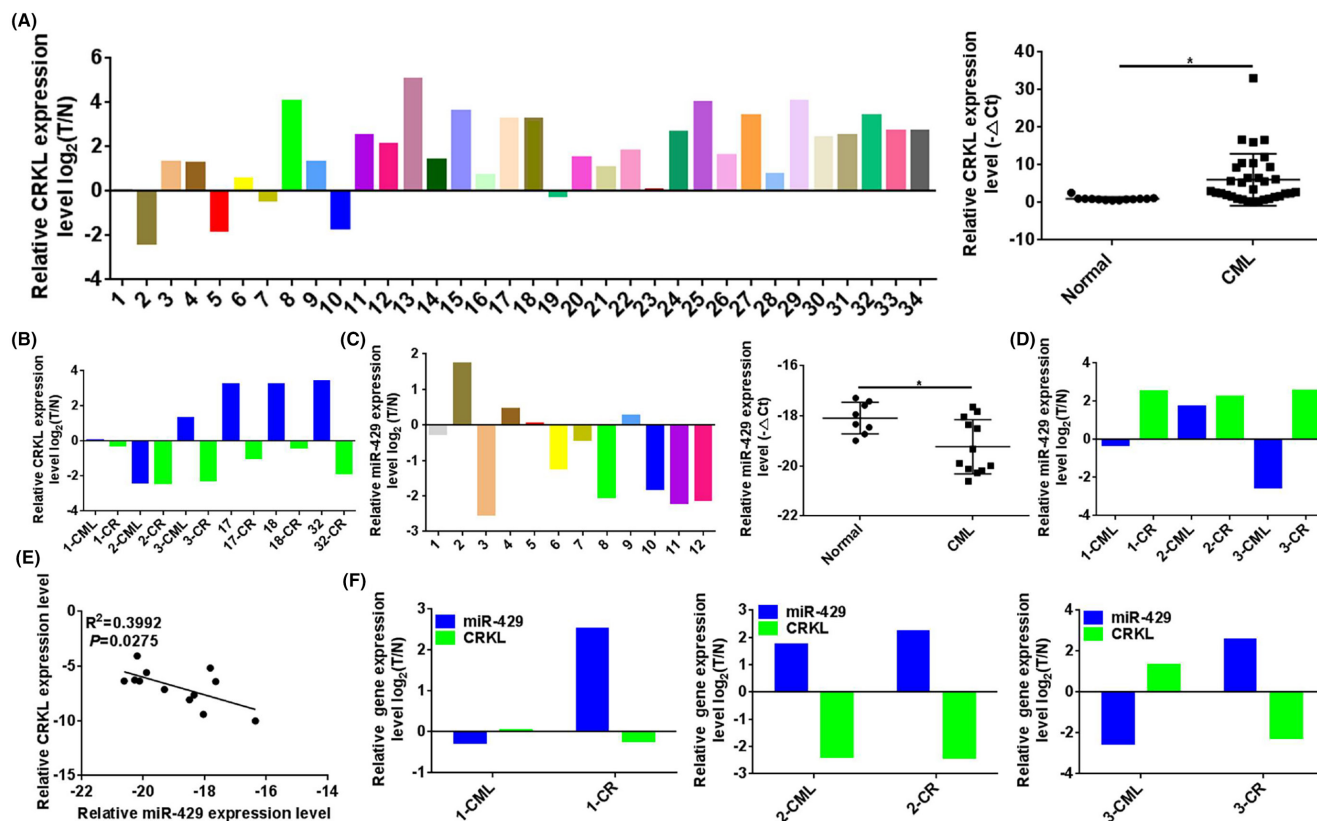 (A)
Relative CRKL expression
level log2(T/N)
6
4
2
0
-2
-4
1 2 3 4 5 6 7 8 9 10 11 12 13 14 15 16 17 18 19 20 21 22 23 24 25 26 27 28 29 30 31 32 33 34
Relative CRKL expression
level (-△Ct)
40
30
20
10
0
-10
*
Normal CML
(B)
Relative CRKL expression
level log2(T/N)
4
2
0
-2
-4
1-CML 1-CR 2-CML 2-CR 3-CML 3-CR 17 17-CR 18 18-CR 32 32-CR
(C)
Relative miR-429 expression
level log2 (T/N)
2
1
0
-1
-2
-3
1 2 3 4 5 6 7 8 9 10 11 12
Relative miR-429 expression
level (-△Ct)
-16
-18
-20
-22
*
Normal CML
(D)
Relative miR-429 expression
level log2(T/N)
4
2
0
-2
-4
1-CML 1-CR 2-CML 2-CR 3-CML 3-CR
(E)
Relative CRKL expression level
0
-5
-10
-15
R2=0.3992
P=0.0275
-22 -20 -18 -16 -14
Relative miR-429 expression level
(F)
Relative gene expression
level log2(T/N)
3
2
1
0
-1
miR-429
CRKL
1-CML 1-CR
Relative gene expression
level log2(T/N)
3
2
1
0
-1
-2
-3
miR-429
CRKL
2-CML 2-CR
Relative gene expression
level log2(T/N)
4
2
0
-2
-4
miR-429
CRKL
3-CML 3-CR